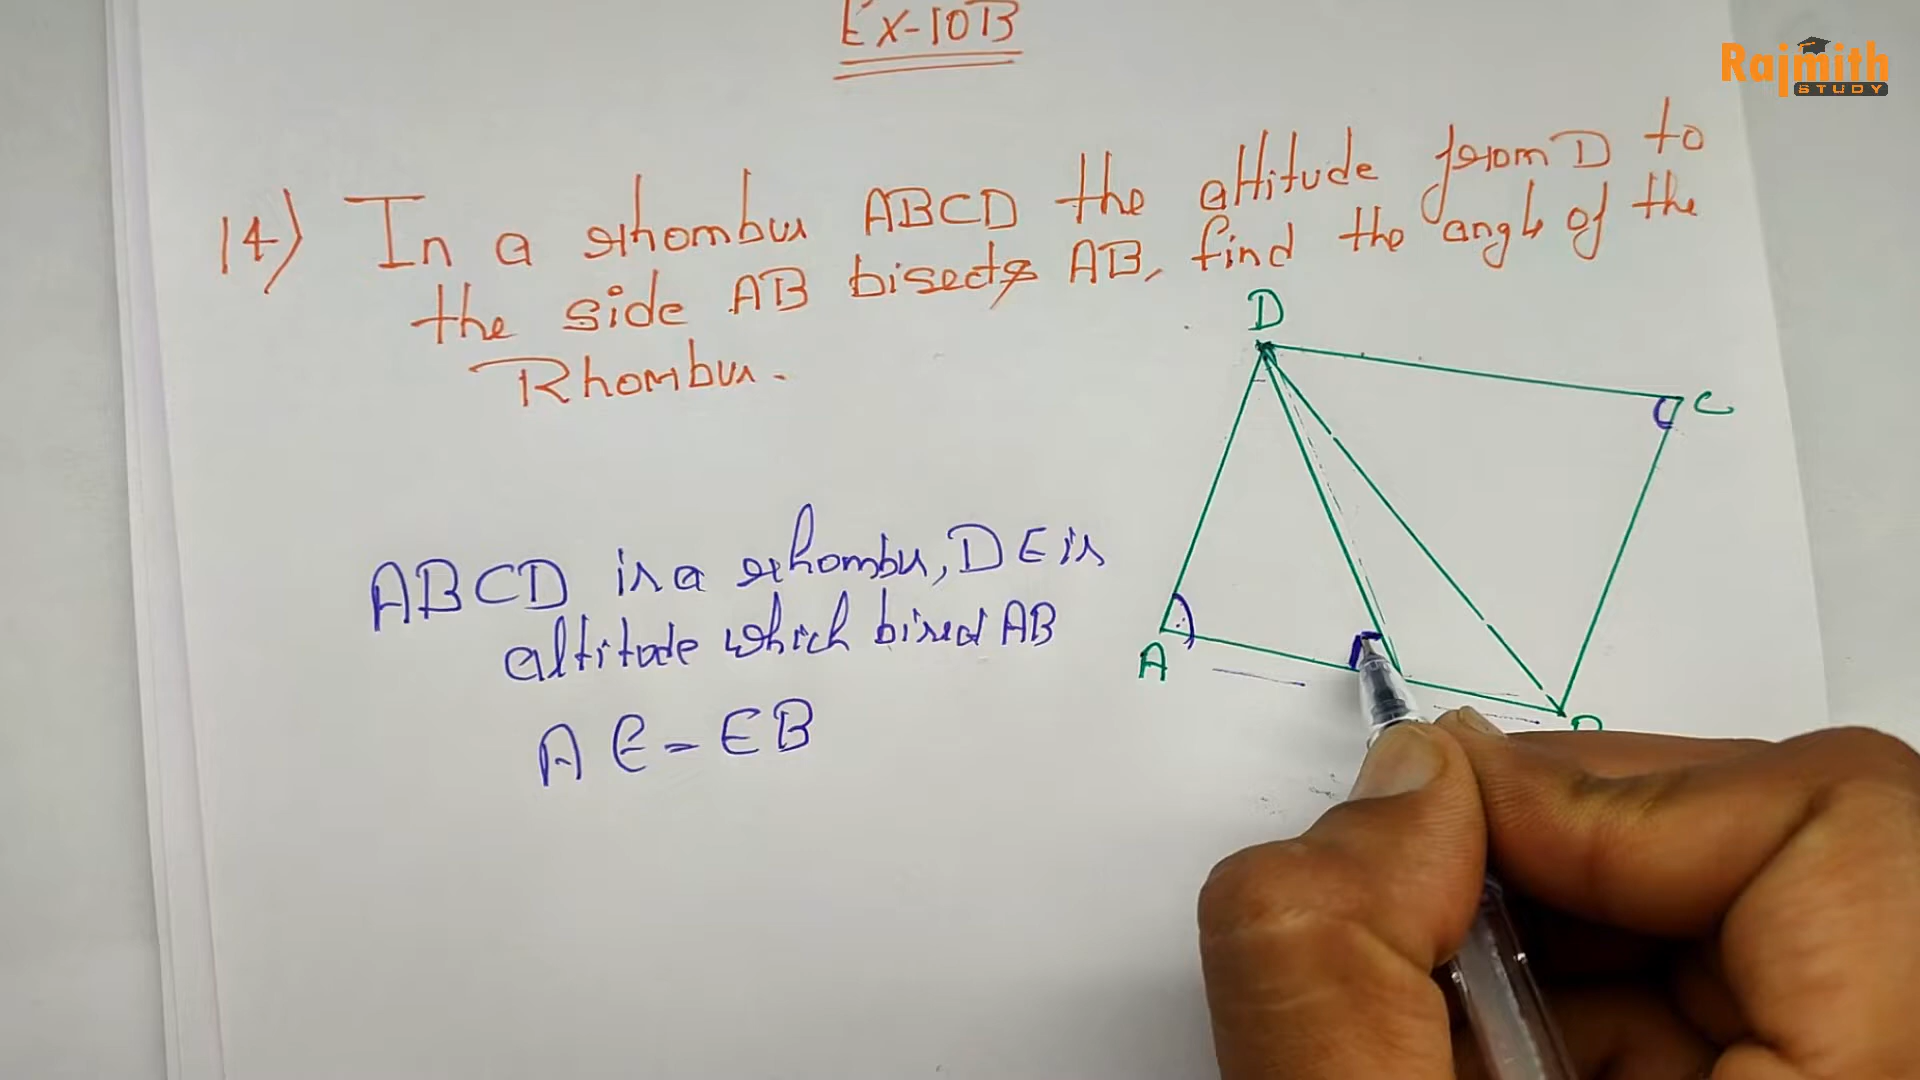 Ex-10B
Rajmith
STUDY
14) In a rhombus ABCD the altitude from D to
the side AB bisects AB, find the angle of the
Rhombus.
D
C
ABCD is a rhombus, DE is
altitude which bisect AB
A
AE = EB